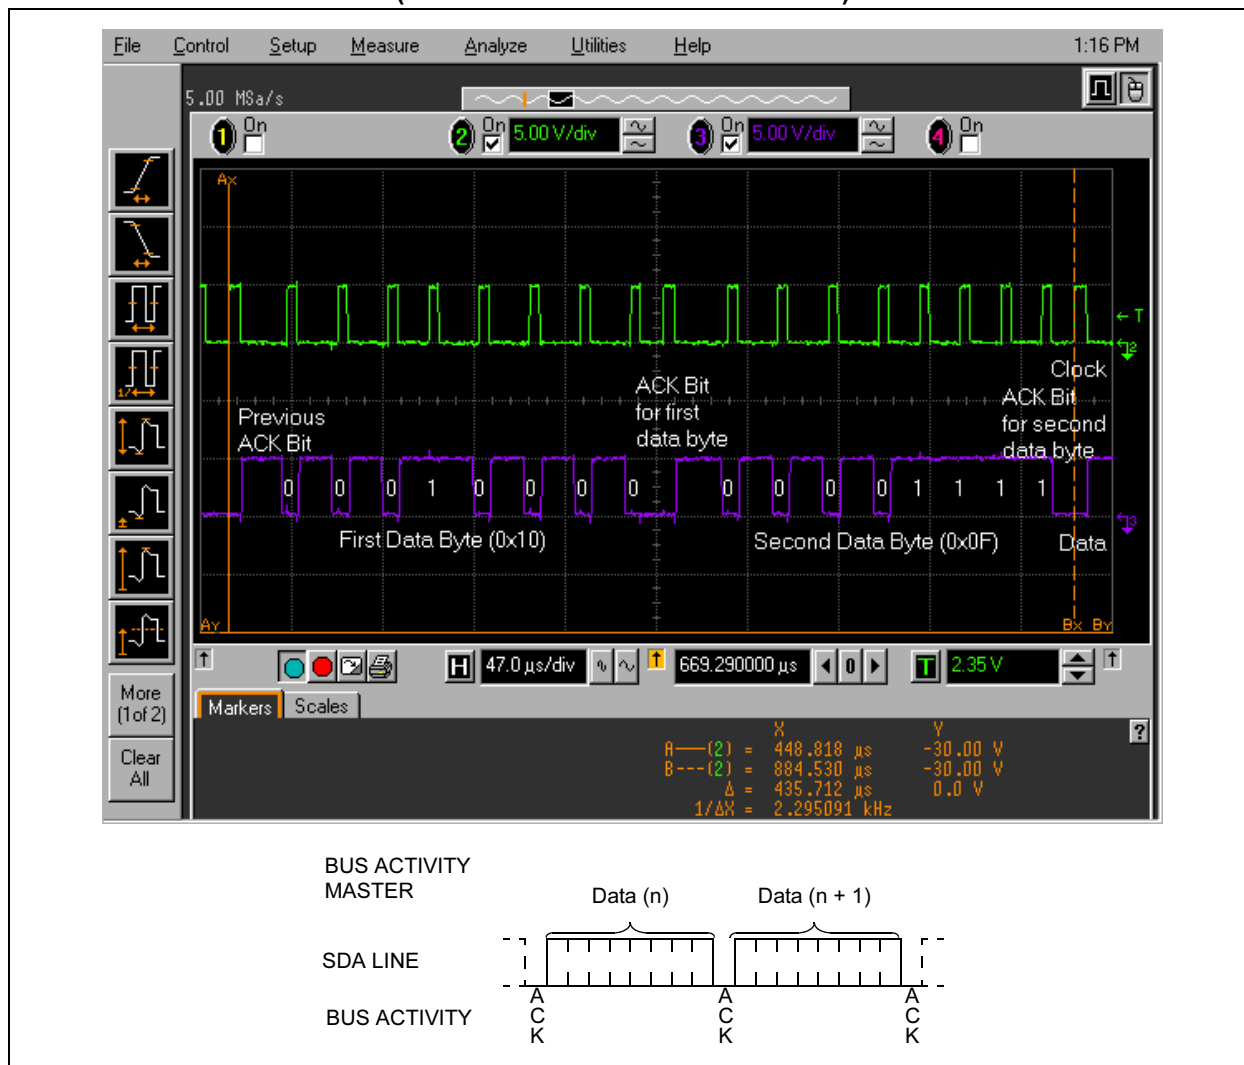 File Control Setup Measure Analyze Utilities Help 1:16 PM
5.00 MSa/s
1 On 2 On 5.00 V/div 3 On 5.00 V/div 4 On
Ax
T
2
Clock
ACK Bit
for first
data byte
ACK Bit
for second
data byte
Previous
ACK Bit
0 0 0 1 0 0 0 0 0 0 0 0 1 1 1 1
3
First Data Byte (0x10) Second Data Byte (0x0F) Data
Ay Bx By
H 47.0 µs/div 669.290000 µs 0 T 2.35 V
More
(1of 2)
Clear
All
Markers Scales
?
X Y
A---(2) = 448.818 µs -30.00 V
B---(2) = 884.530 µs -30.00 V
Δ = 435.712 µs 0.0 V
1/ΔX = 2.295091 kHz
BUS ACTIVITY
MASTER
Data (n) Data (n + 1)
SDA LINE
BUS ACTIVITY
ACK
ACK
ACK